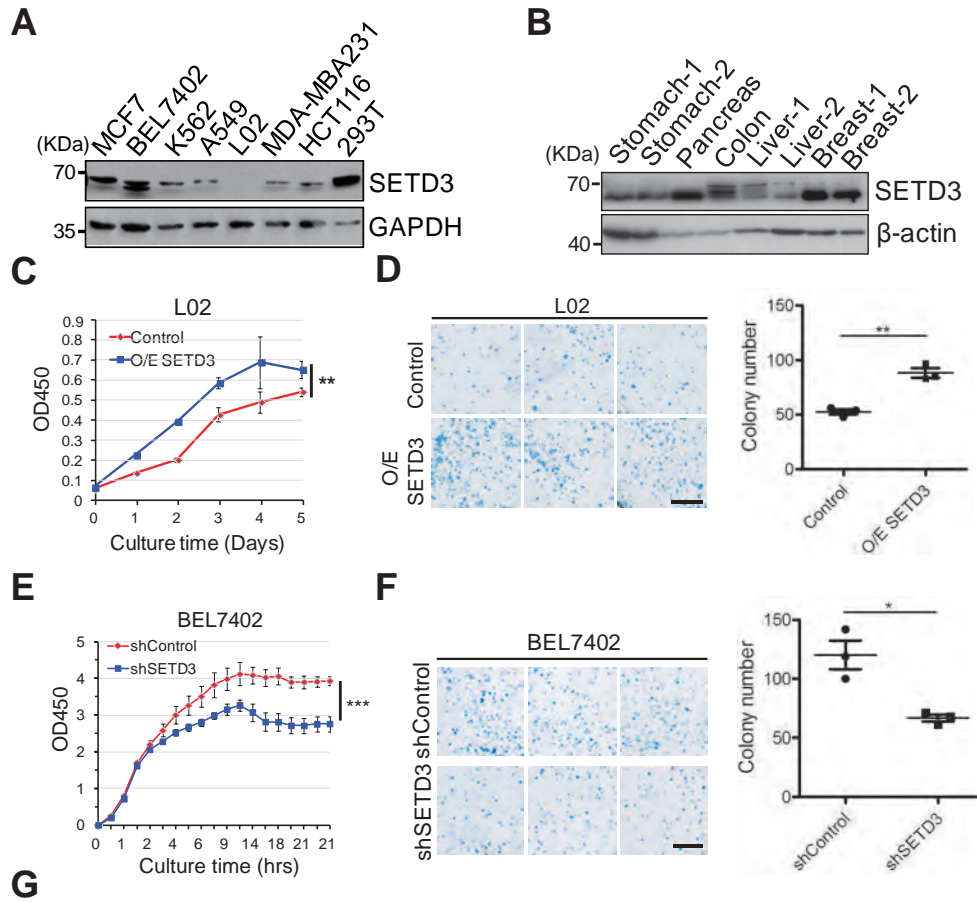 A
MCF7
BEL7402
K562
A549
L02
MDA-MBA231
HCT116
293T
(KDa)
70
SETD3
35
GAPDH
B
Stomach-1
Stomach-2
Pancreas
Colon
Liver-1
Liver-2
Breast-1
Breast-2
(KDa)
70
SETD3
40
β-actin
C
L02
0.9
0.8
0.7
0.6
0.5
0.4
0.3
0.2
0.1
0
Control
O/E SETD3
**
OD450
0 1 2 3 4 5
Culture time (Days)
D
L02
Control
O/E
SETD3
150
100
50
0
**
Colony number
Control
O/E SETD3
E
BEL7402
5
4
3
2
1
0
shControl
shSETD3
***
OD450
0 1 2 3 4 6 9 14 18 21 21
Culture time (hrs)
F
BEL7402
shControl
shSETD3
150
100
50
0
*
Colony number
shControl
shSETD3
G